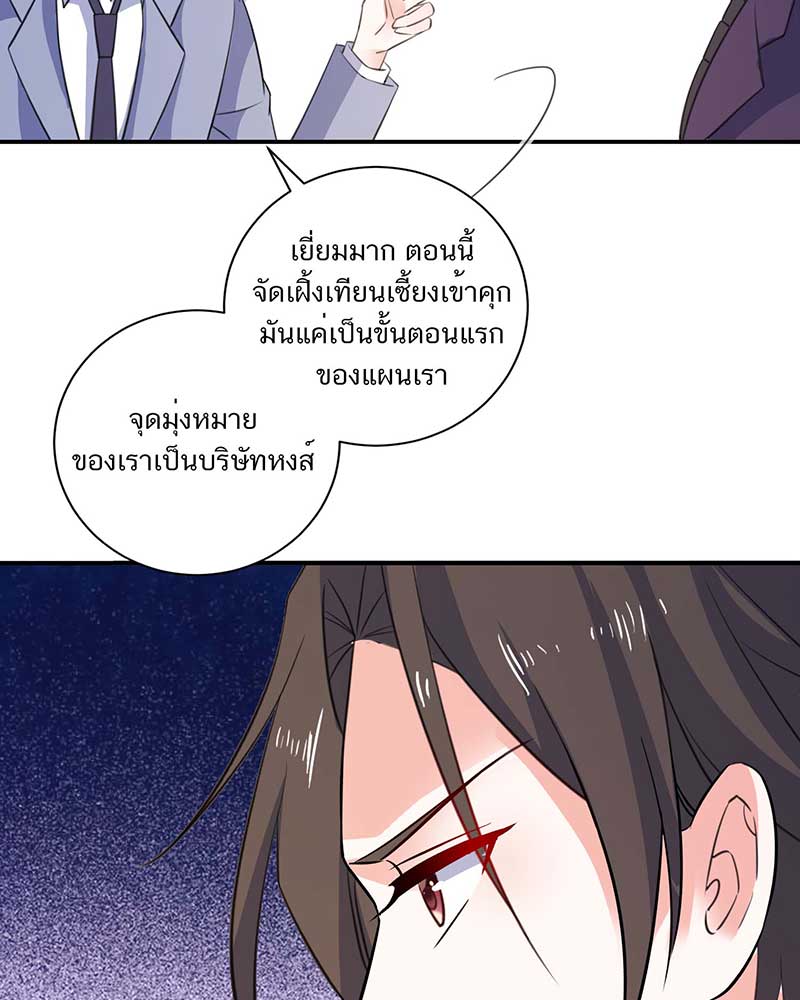 เยี่ยมมาก ตอนนี้
จัดเฝิ้งเทียนเซี้ยงเข้าคุก
มันแค่เป็นขั้นตอนแรก
ของแผนเรา
จุดมุ่งหมาย
ของเราเป็นบริษัทหงส์